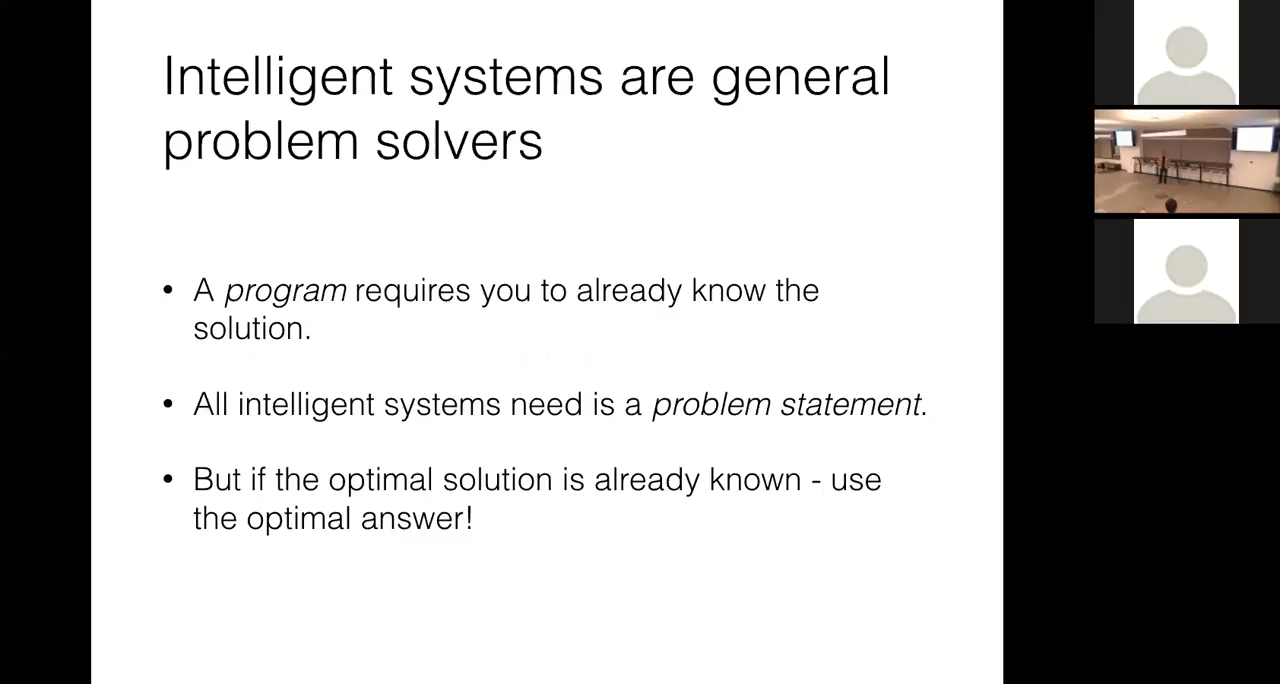 Intelligent systems are general
problem solvers
• A program requires you to already know the
solution.
• All intelligent systems need is a problem statement.
• But if the optimal solution is already known - use
the optimal answer!